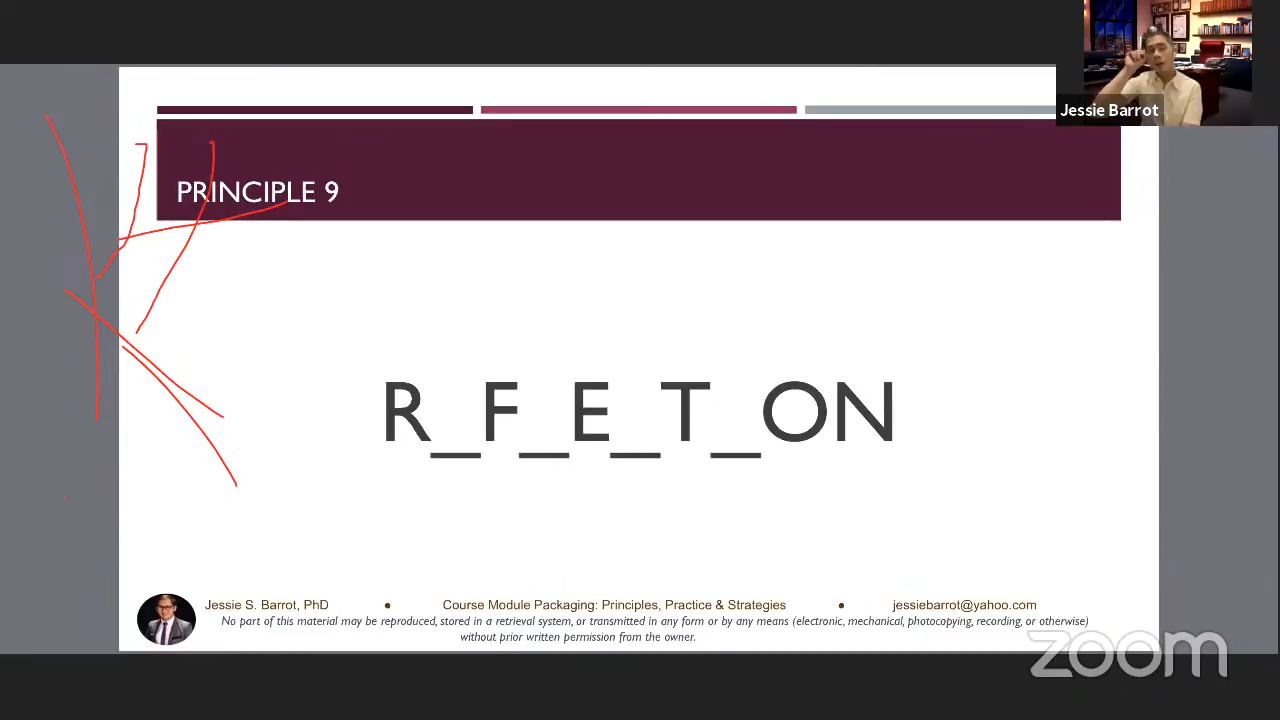 Jessie Barrot
PRINCIPLE 9
R_F_E_T_ON
Jessie S. Barrot, PhD • Course Module Packaging: Principles, Practice & Strategies • jessiebarrot@yahoo.com
No part of this material may be reproduced, stored in a retrieval system, or transmitted in any form or by any means (electronic, mechanical, photocopying, recording, or otherwise)
without prior written permission from the owner.
zoom